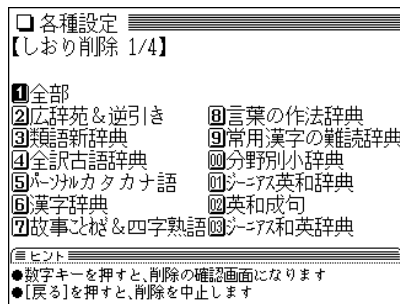 各種設定
【しおり削除 1/4】
1全部
2広辞苑＆逆引き
3類語新辞典
4全訳古語辞典
5パーソナルカタカナ語
6漢字辞典
7故事ことわざ＆四字熟語
8言葉の作法辞典
9常用漢字の難読辞典
00分野別小辞典
01ジーニアス英和辞典
02英和成句
03ジーニアス和英辞典
ヒント
●数字キーを押すと、削除の確認画面になります
●[戻る]を押すと、削除を中止します